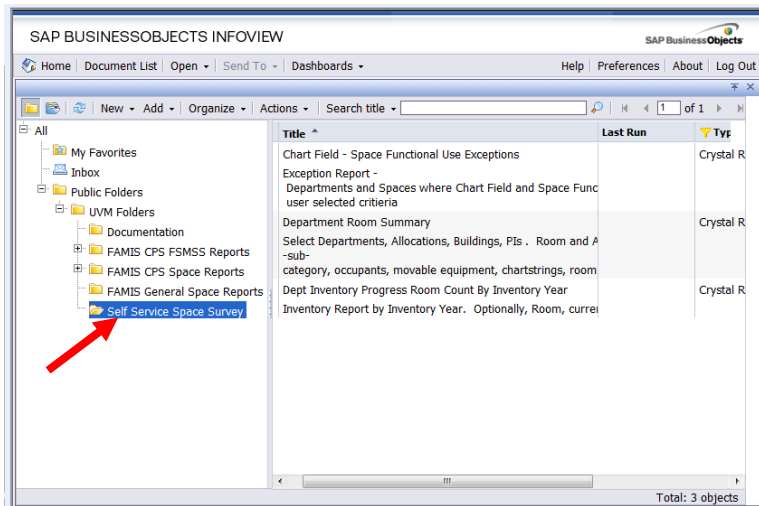 SAP BUSINESSOBJECTS INFOVIEW
SAP BusinessObjects
Home Document List Open Send To Dashboards Help Preferences About Log Out
New Add Organize Actions Search title 1 of 1
All
My Favorites
Inbox
Public Folders
UVM Folders
Documentation
FAMIS CPS FSMSS Reports
FAMIS CPS Space Reports
FAMIS General Space Reports
Self Service Space Survey
Title Last Run Typ
Chart Field - Space Functional Use Exceptions Crystal R
Exception Report -
Departments and Spaces where Chart Field and Space Func
user selected critieria
Department Room Summary Crystal R
Select Departments, Allocations, Buildings, PIs . Room and A
-sub-
category, occupants, movable equipment, chartstrings, room
Dept Inventory Progress Room Count By Inventory Year Crystal R
Inventory Report by Inventory Year. Optionally, Room, curre
Total: 3 objects